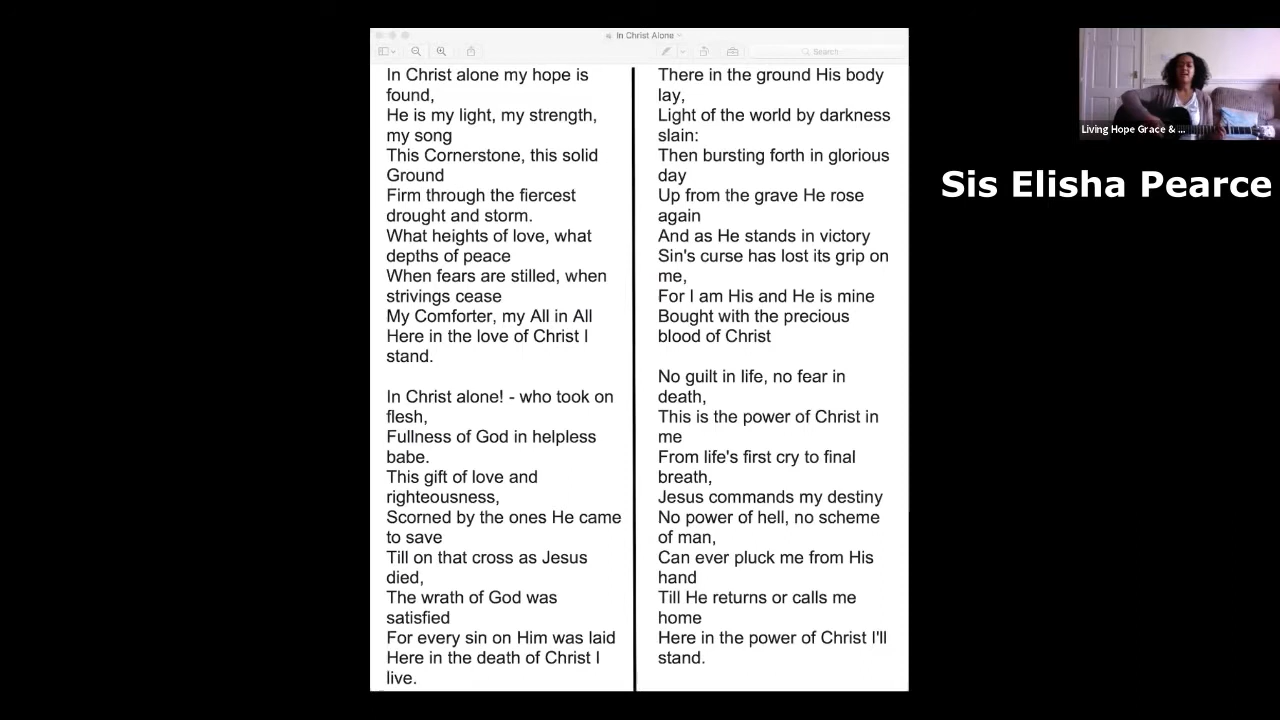 In Christ Alone
Search
In Christ alone my hope is
found,
He is my light, my strength,
my song
This Cornerstone, this solid
Ground
Firm through the fiercest
drought and storm.
What heights of love, what
depths of peace
When fears are stilled, when
strivings cease
My Comforter, my All in All
Here in the love of Christ I
stand.
In Christ alone! - who took on
flesh,
Fullness of God in helpless
babe.
This gift of love and
righteousness,
Scorned by the ones He came
to save
Till on that cross as Jesus
died,
The wrath of God was
satisfied
For every sin on Him was laid
Here in the death of Christ I
live.
There in the ground His body
lay,
Light of the world by darkness
slain:
Then bursting forth in glorious
day
Up from the grave He rose
again
And as He stands in victory
Sin's curse has lost its grip on
me,
For I am His and He is mine
Bought with the precious
blood of Christ
No guilt in life, no fear in
death,
This is the power of Christ in
me
From life's first cry to final
breath,
Jesus commands my destiny
No power of hell, no scheme
of man,
Can ever pluck me from His
hand
Till He returns or calls me
home
Here in the power of Christ I'll
stand.
Living Hope Grace & ...
Sis Elisha Pearce